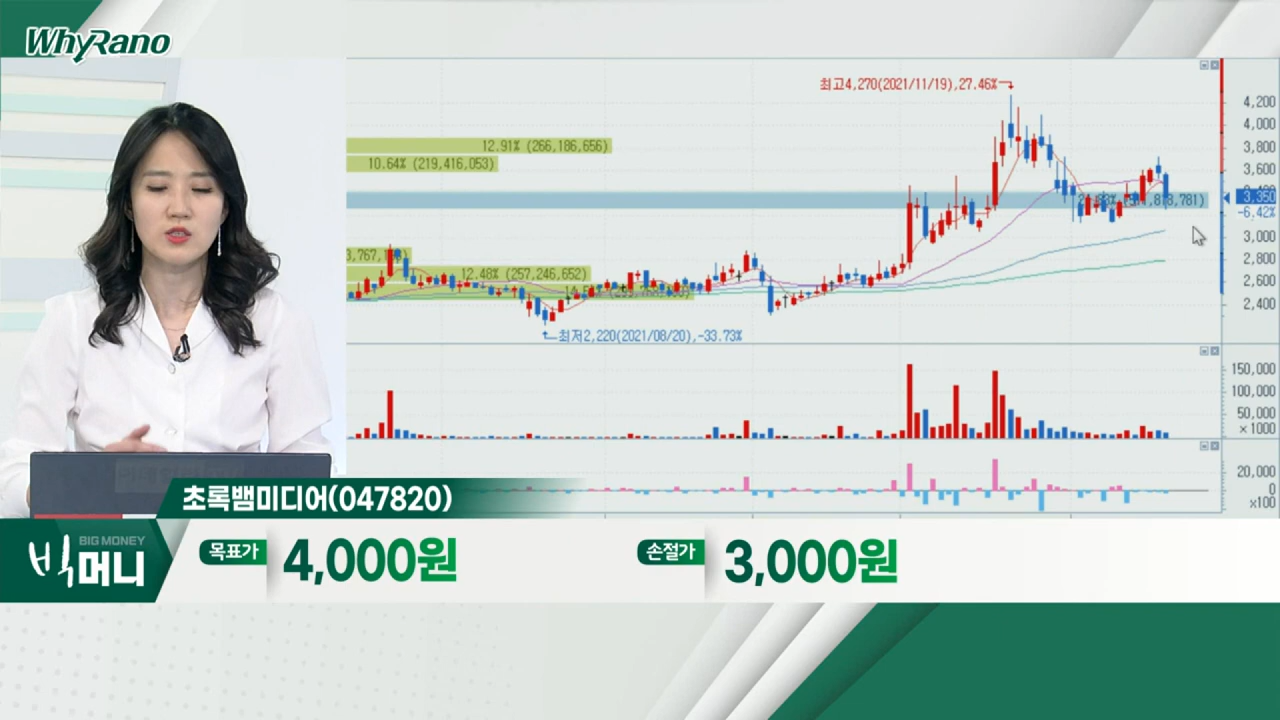 WhyRano
최고4,270(2021/11/19),27.46%
4,200
4,000
3,800
3,600
3,350
-6.42%
3,000
2,800
2,600
2,400
12.91% (266,186,656)
10.64% (219,416,053)
12.48% (257,246,652)
최저2,220(2021/08/20),-33.73%
150,000
100,000
50,000
×1000
20,000
0
×100
초록뱀미디어(047820)
BIG MONEY
빅머니
목표가
4,000원
손절가
3,000원